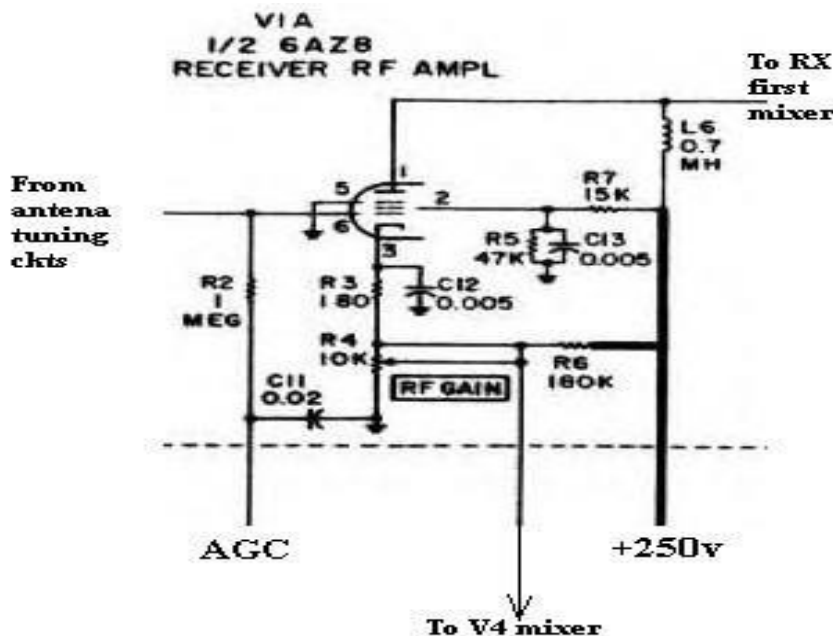 V1A
1/2 6AZ8
RECEIVER RF AMPL
To RX
first
mixer
L6
0.7
MH
From
antena
tuning
ckts
1
5
6
2
3
R7
15K
R5
47K
C13
0.005
R2
1
MEG
R3
180
C12
0.005
R4
10K
RF GAIN
R6
180K
C11
0.02
AGC
+250v
To V4 mixer